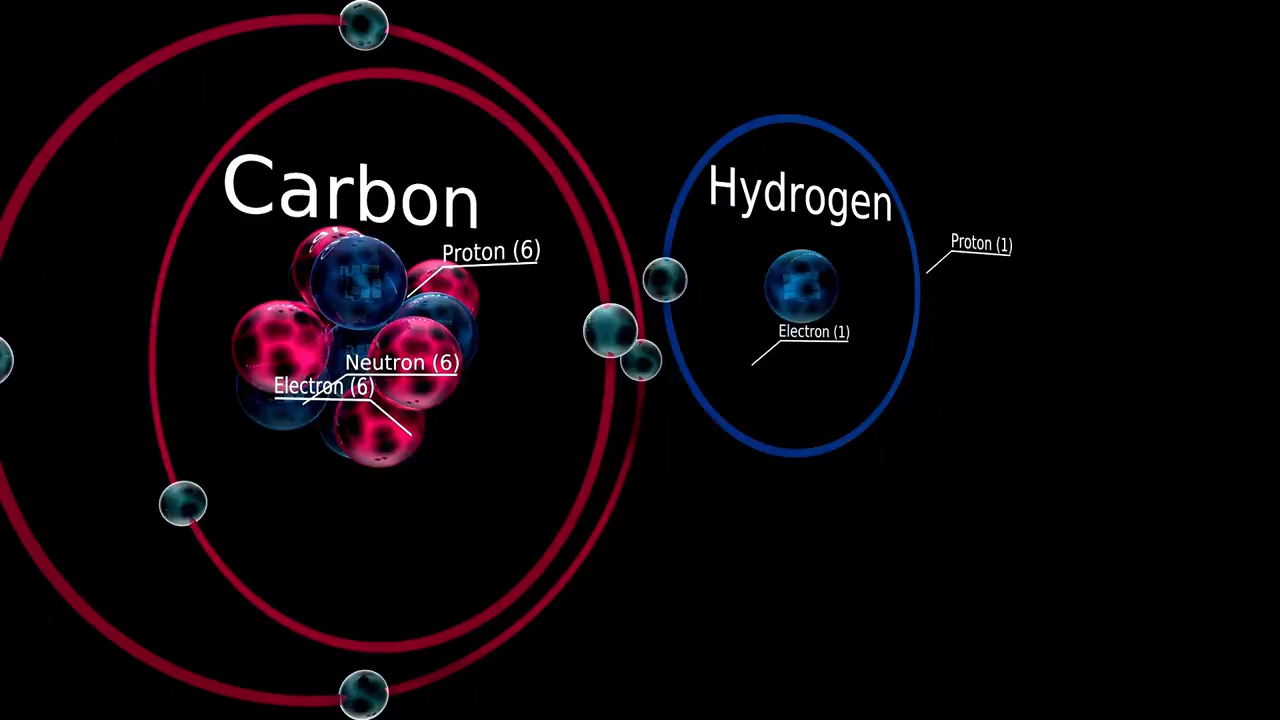 Carbon
Proton (6)
Neutron (6)
Electron (6)
Hydrogen
Proton (1)
Electron (1)